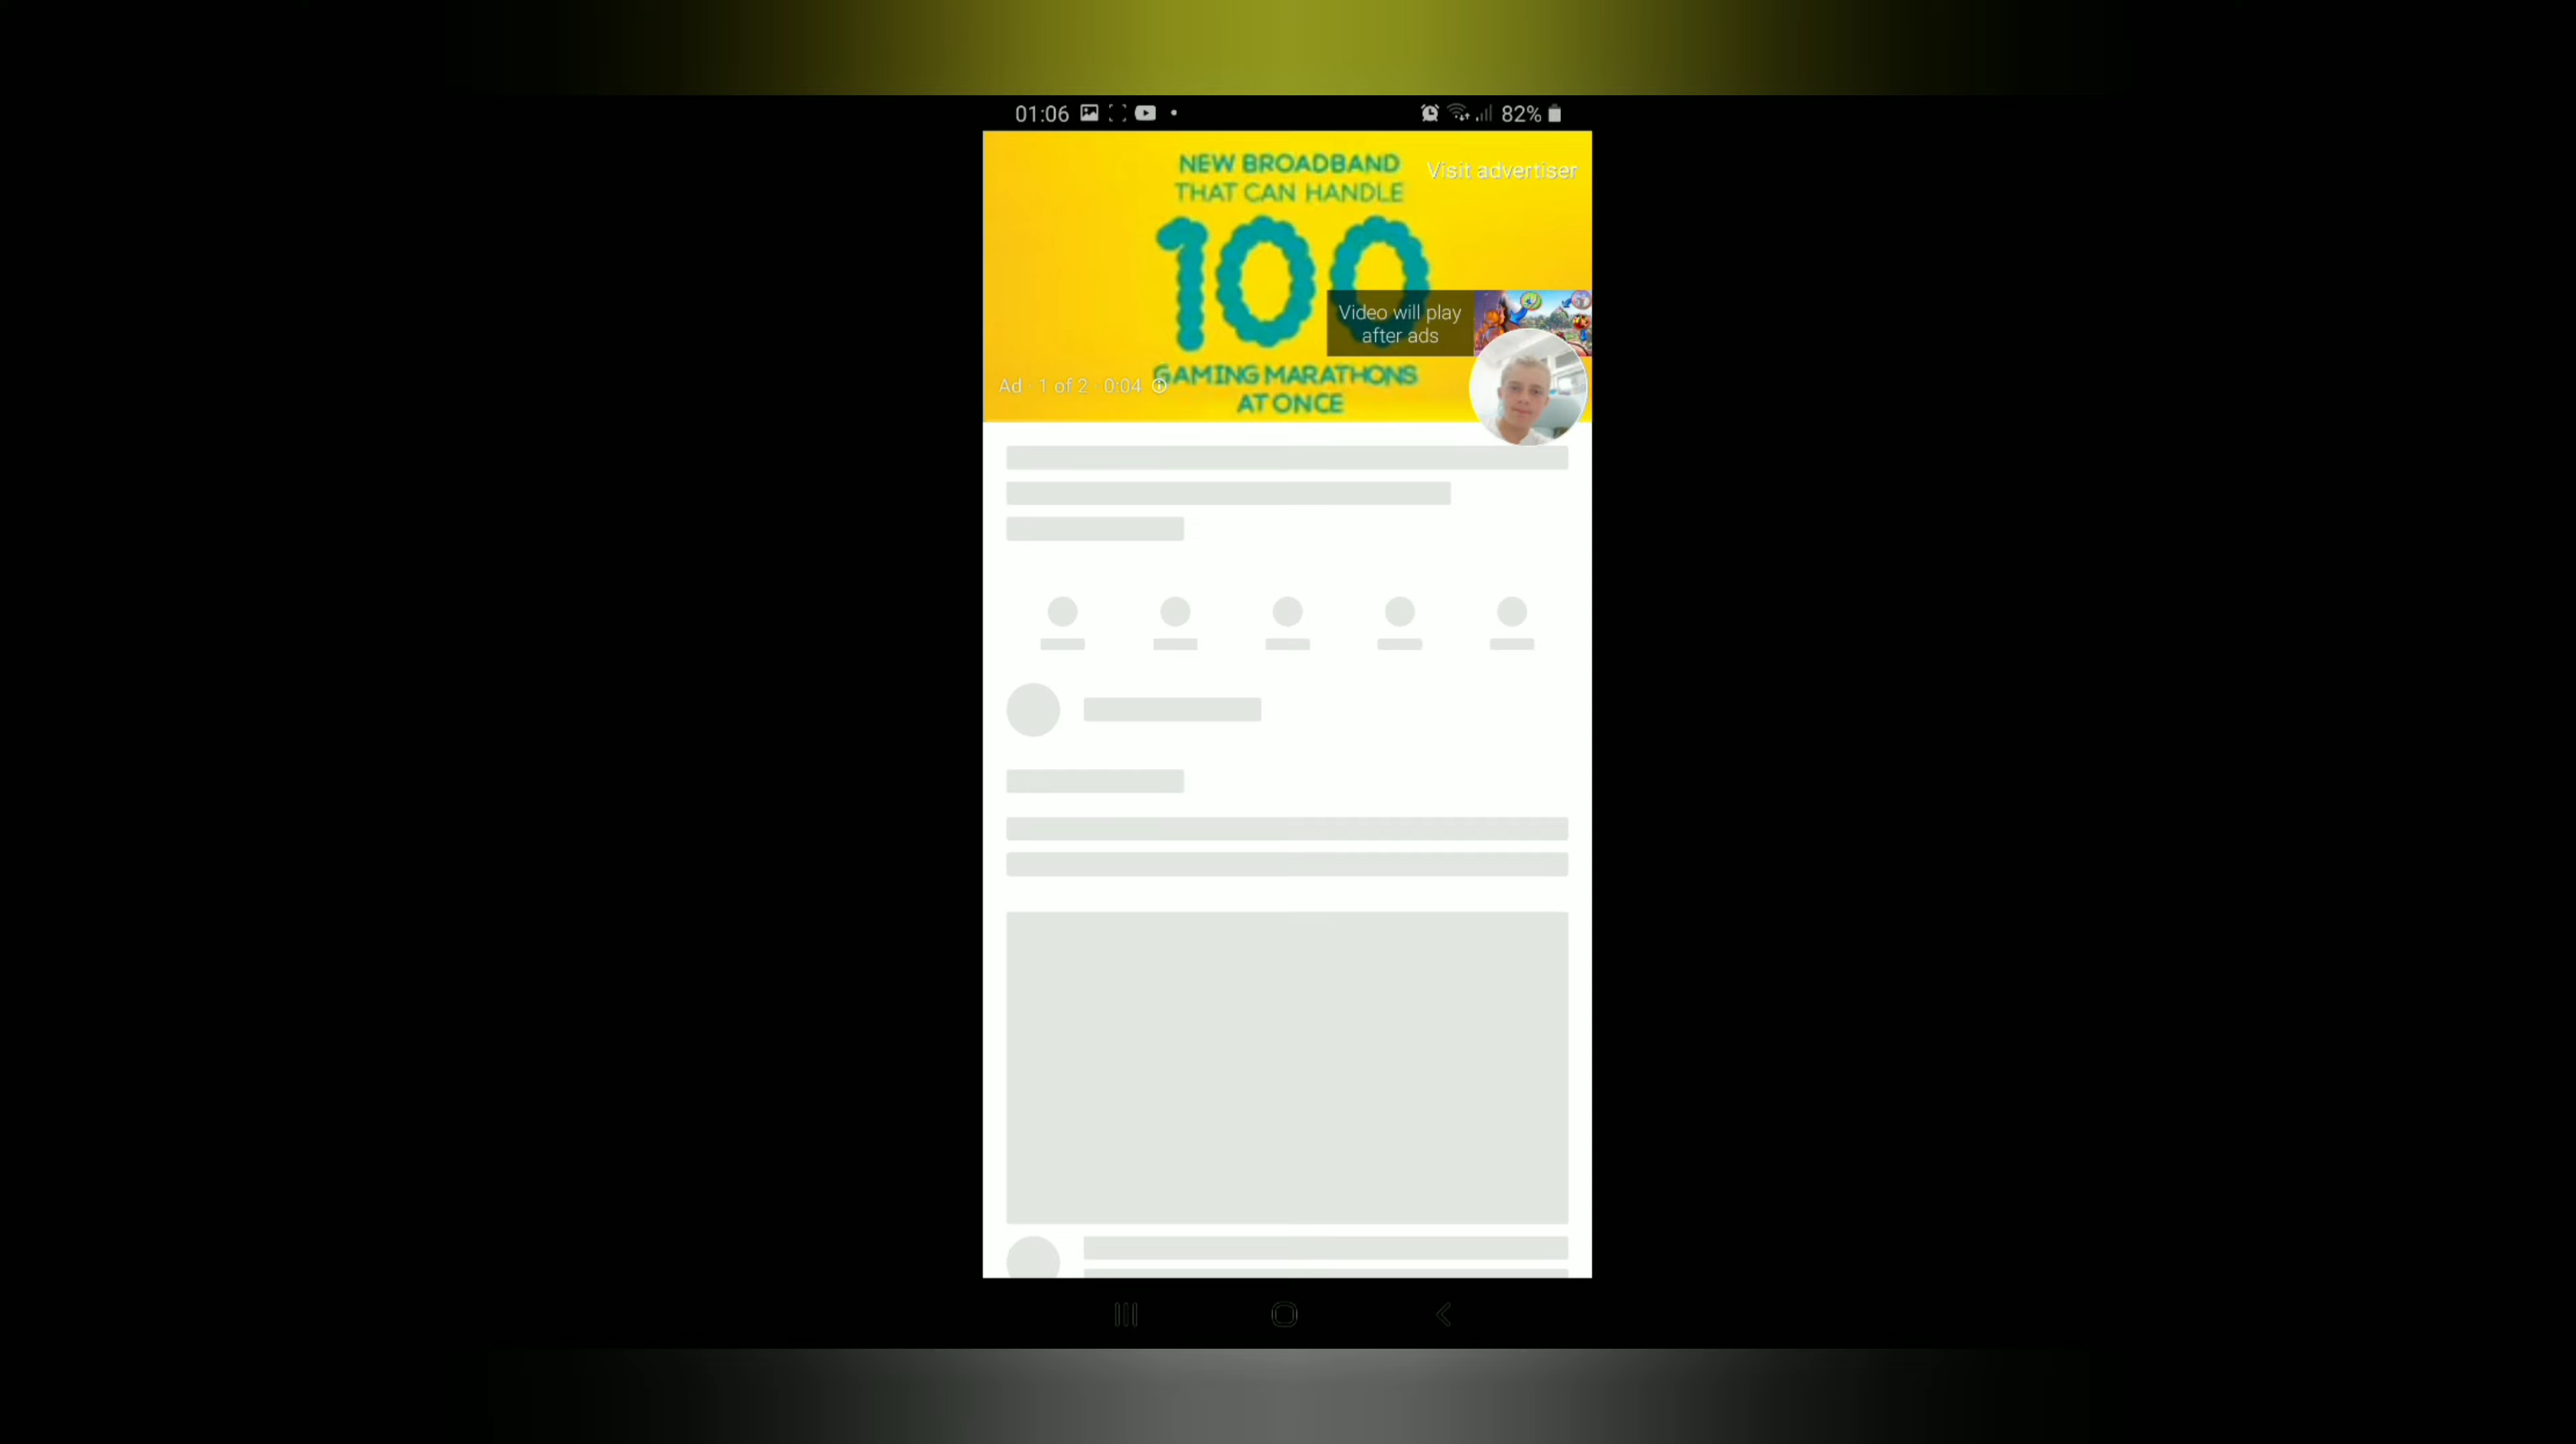 01:06
82%
NEW BROADBAND
Visit advertiser
THAT CAN HANDLE
100
Video will play
after ads
GAMING MARATHONS
Ad · 1 of 2 · 0:04
AT ONCE